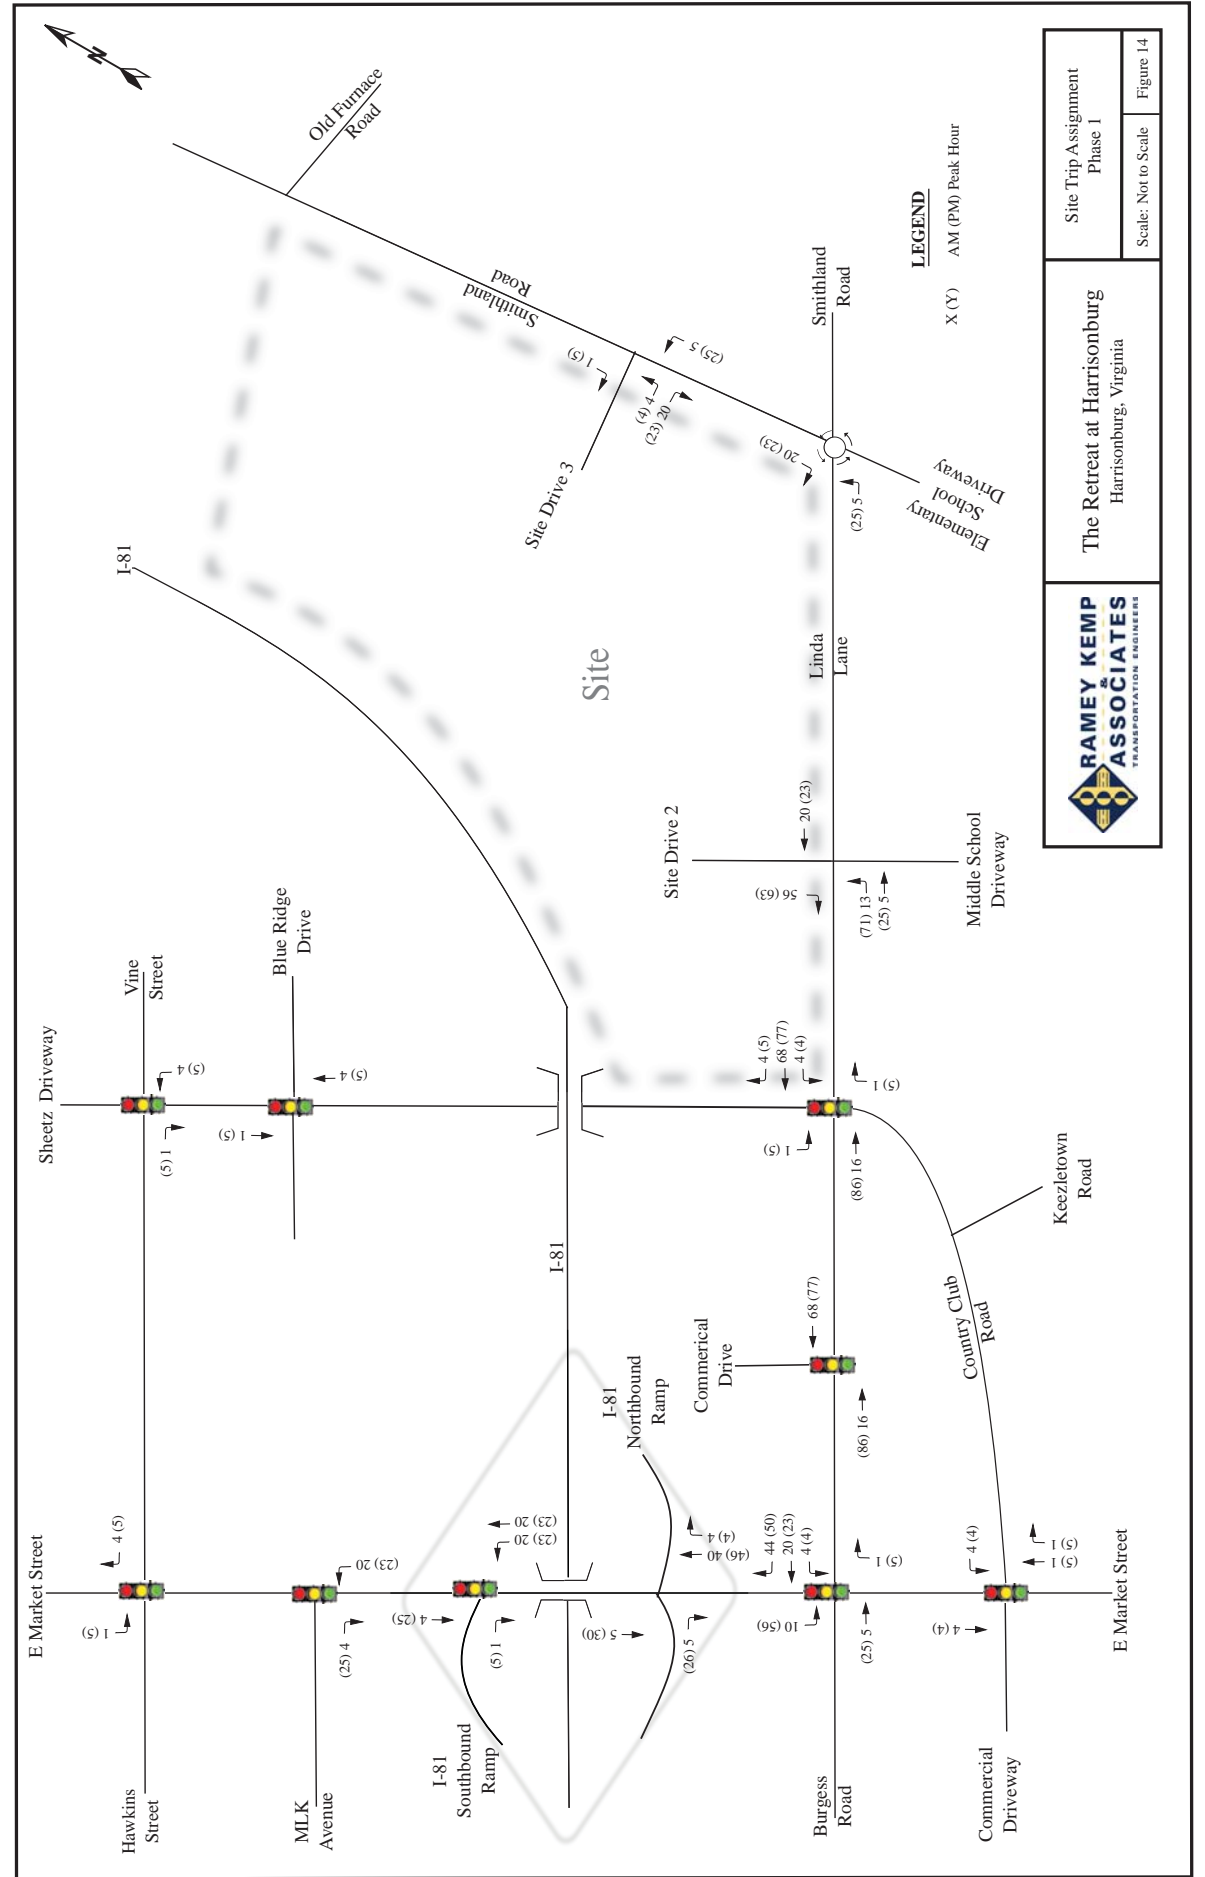 N
Old Furnace
Road
Smithland
Road
1 (5)
(25) 5
(4) 4
(23) 20
Site Drive 3
20 (23)
(25) 5
Smithland
Road
Elementary
School
Driveway
LEGEND
X (Y)
AM (PM) Peak Hour
I-81
Site
Linda
Lane
Site Drive 2
20 (23)
56 (63)
(71) 13
(25) 5
Middle School
Driveway
Sheetz Driveway
Vine
Street
(5) 4
(5) 1
Blue Ridge
Drive
(5) 4
1 (5)
4 (5)
68 (77)
4 (4)
1 (5)
(86) 16
(5) 1
Keezletown
Road
Country Club
Road
I-81
Commerical
Drive
68 (77)
(86) 16
E Market Street
4 (5)
1 (5)
Hawkins
Street
(23) 20
(25) 4
MLK
Avenue
(23) 20
(23) 20
4 (25)
(5) 1
I-81
Southbound
Ramp
5 (30)
I-81
Northbound
Ramp
(4) 4
(46) 40
(26) 5
44 (50)
20 (23)
4 (4)
10 (56)
(25) 5
(5) 1
Burgess
Road
4 (4)
4 (4)
(5) 1
(5) 1
Commercial
Driveway
E Market Street
RAMEY KEMP
&
ASSOCIATES
TRANSPORTATION ENGINEERS
The Retreat at Harrisonburg
Harrisonburg, Virginia
Site Trip Assignment
Phase 1
Scale: Not to Scale
Figure 14